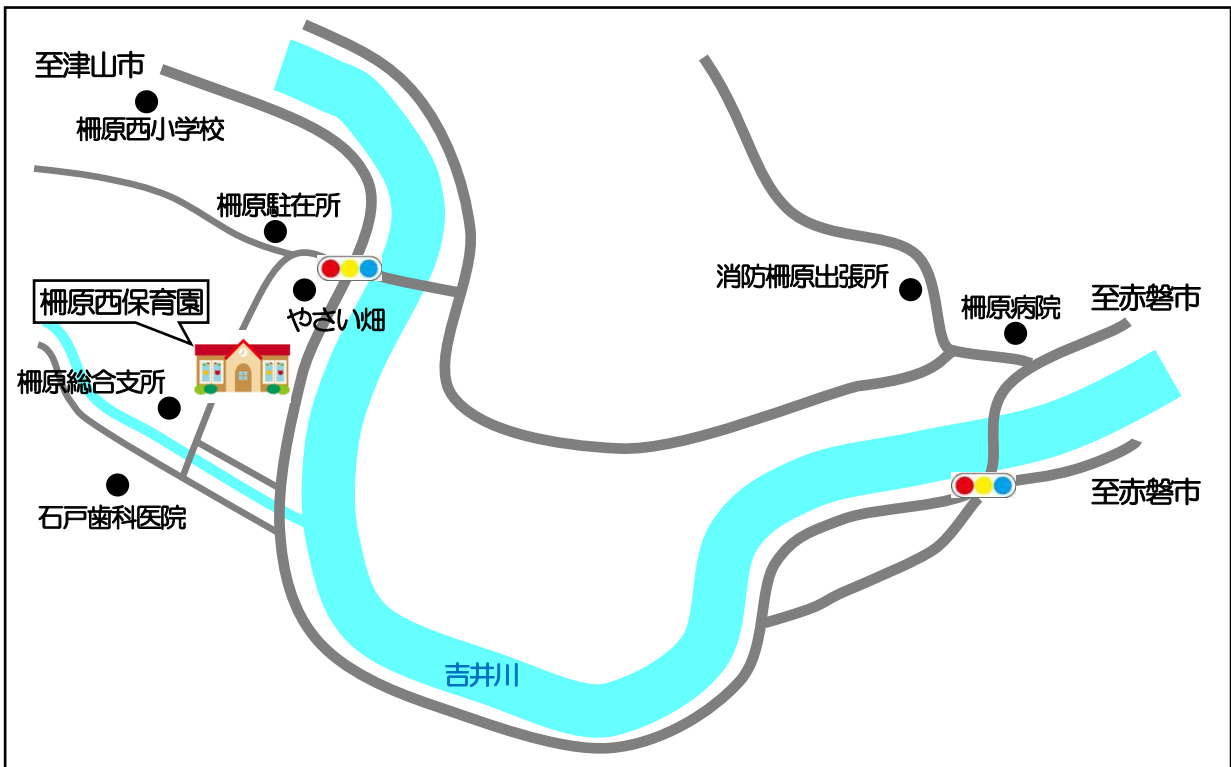 至津山市
柵原西小学校
柵原駐在所
消防柵原出張所
至赤磐市
柵原病院
柵原西保育園
やさい畑
柵原総合支所
至赤磐市
石戸歯科医院
吉井川